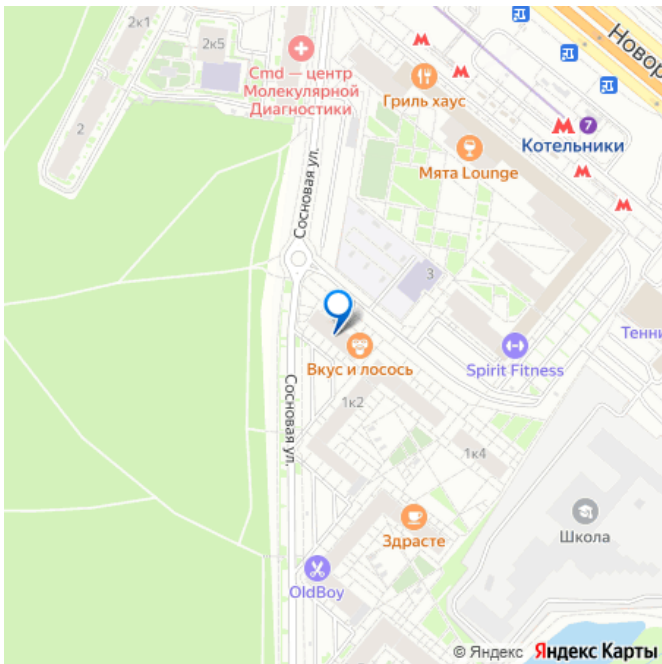 2к1
2к5
2
Cmd — центр
Молекулярной
Диагностики
Гриль хаус
Новор
7
Котельники
Мята Lounge
Сосновая ул.
3
Тенни
Вкус и лосось
Spirit Fitness
Сосновая ул.
1к2
1к4
Школа
Здрасте
OldBoy
© Яндекс Яндекс Карты